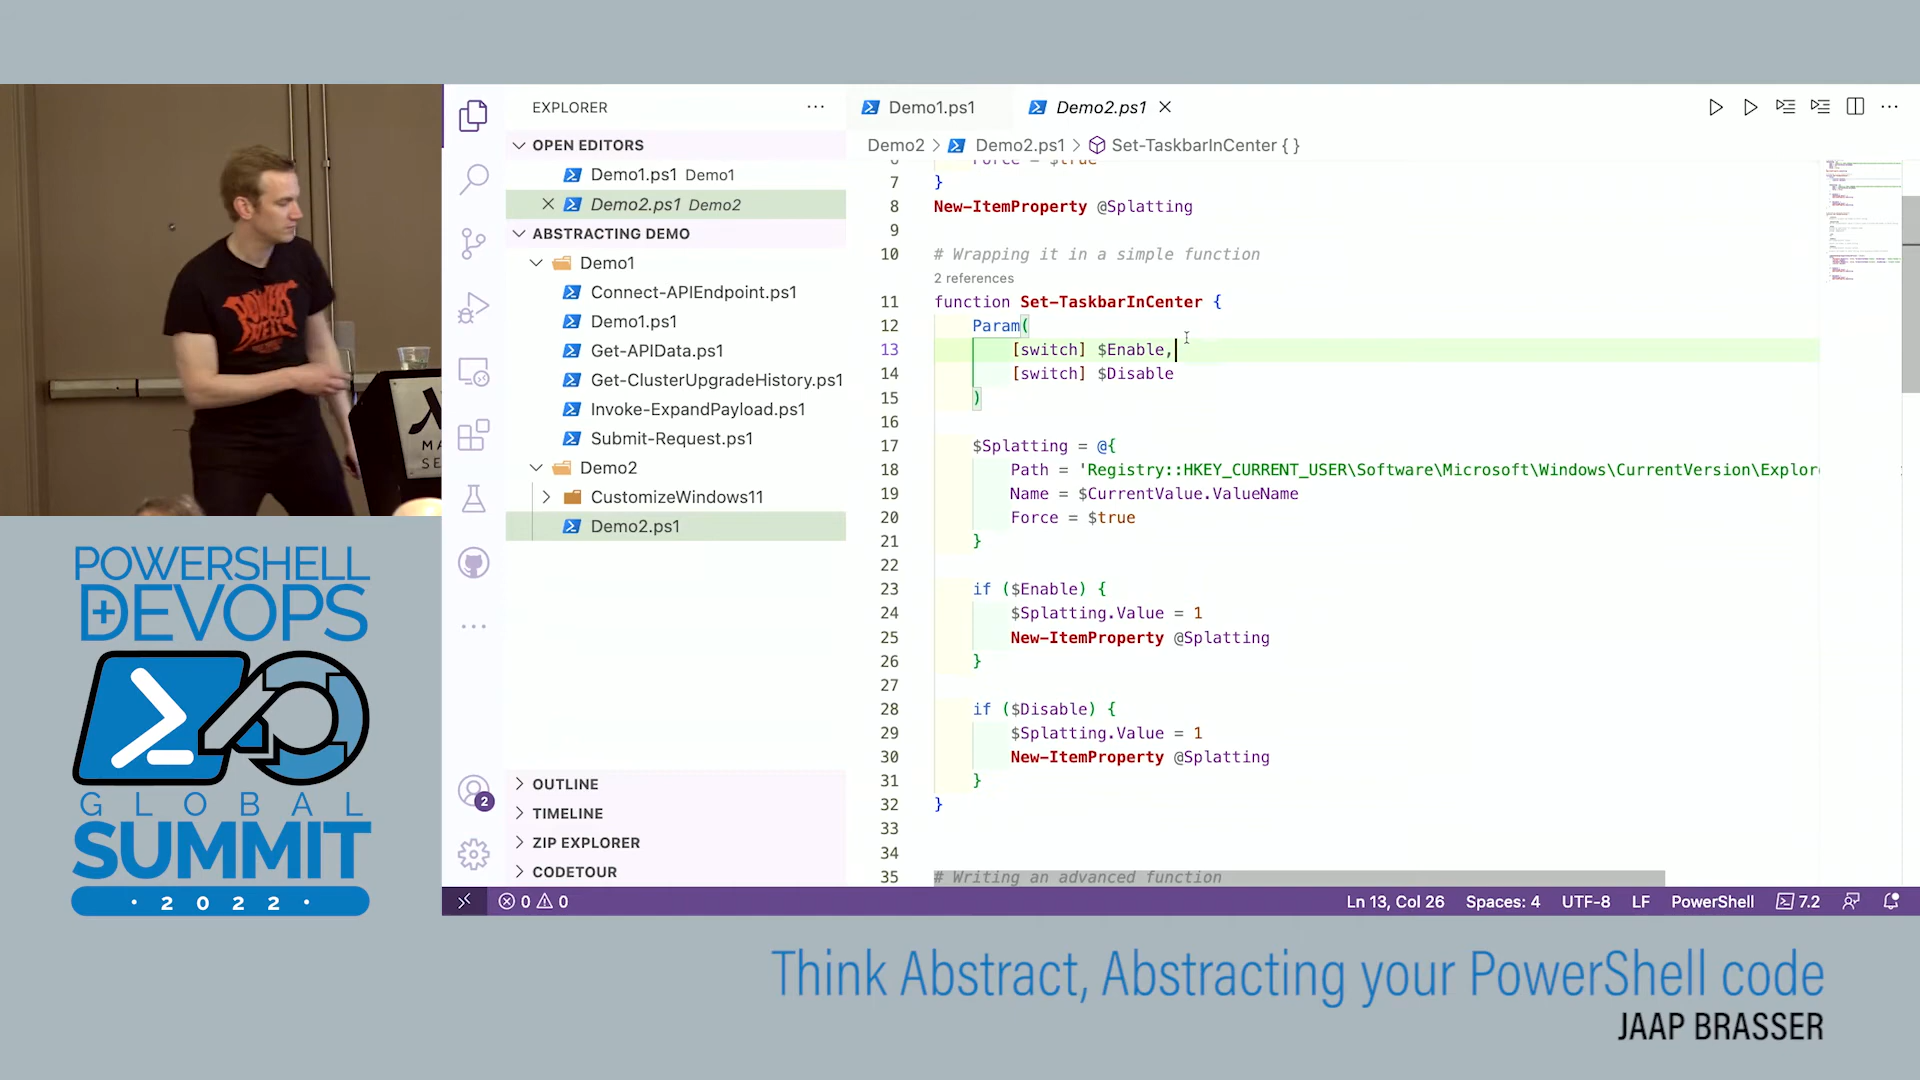 EXPLORER
Demo1.ps1
Demo2.ps1
OPEN EDITORS
Demo2
Demo2.ps1
Set-TaskbarInCenter { }
Demo1.ps1 Demo1
Demo2.ps1 Demo2
ABSTRACTING DEMO
Demo1
Connect-APIEndpoint.ps1
Demo1.ps1
Get-APIData.ps1
Get-ClusterUpgradeHistory.ps1
Invoke-ExpandPayload.ps1
Submit-Request.ps1
Demo2
CustomizeWindows11
Demo2.ps1
OUTLINE
TIMELINE
ZIP EXPLORER
CODETOUR
2
6 Force = $true
7 }
8 New-ItemProperty @Splatting
9
10 # Wrapping it in a simple function
2 references
11 function Set-TaskbarInCenter {
12 Param(
13 [switch] $Enable,
14 [switch] $Disable
15 )
16
17 $Splatting = @{
18 Path = 'Registry::HKEY_CURRENT_USER\Software\Microsoft\Windows\CurrentVersion\Explor
19 Name = $CurrentValue.ValueName
20 Force = $true
21 }
22
23 if ($Enable) {
24 $Splatting.Value = 1
25 New-ItemProperty @Splatting
26 }
27
28 if ($Disable) {
29 $Splatting.Value = 1
30 New-ItemProperty @Splatting
31 }
32 }
33
34
35 # Writing an advanced function
0 0
Ln 13, Col 26 Spaces: 4 UTF-8 LF PowerShell 7.2
POWERSHELL
DEVOPS
GLOBAL
SUMMIT
· 2022 ·
Think Abstract, Abstracting your PowerShell code
JAAP BRASSER